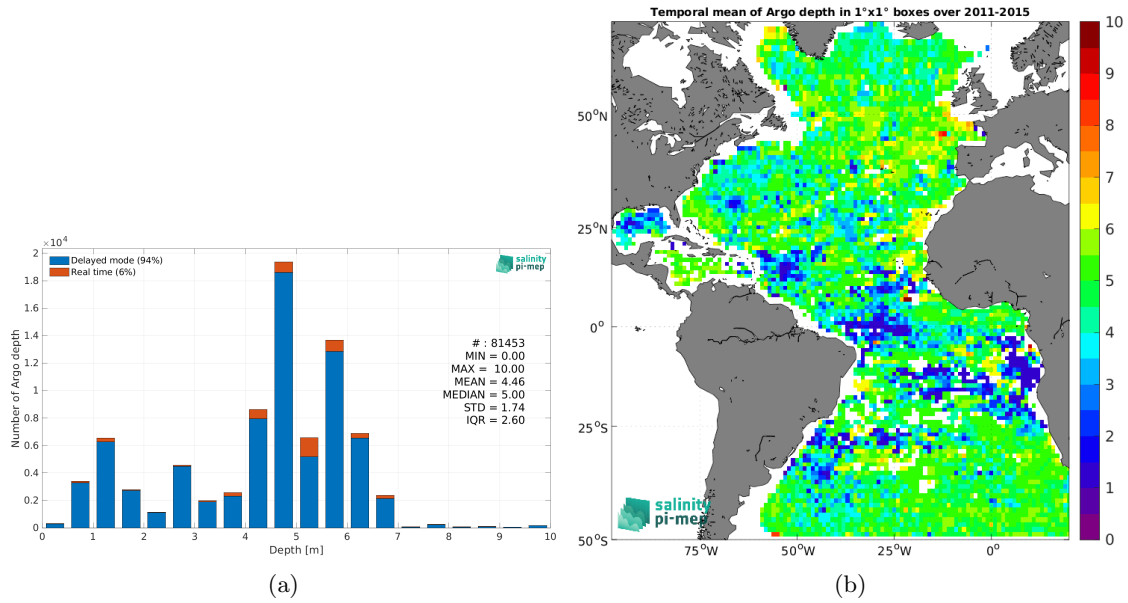 ×10⁴
2
1.8
1.6
1.4
1.2
1
0.8
0.6
0.4
0.2
0
Number of Argo depth
Delayed mode (94%)
Real time (6%)
salinity
pi-mep
# : 81453
MIN = 0.00
MAX = 10.00
MEAN = 4.46
MEDIAN = 5.00
STD = 1.74
IQR = 2.60
0 1 2 3 4 5 6 7 8 9 10
Depth [m]
(a)
Temporal mean of Argo depth in 1°x1° boxes over 2011-2015
50°N
25°N
0°
25°S
50°S
75°W 50°W 25°W 0°
salinity
pi-mep
10
9
8
7
6
5
4
3
2
1
0
(b)